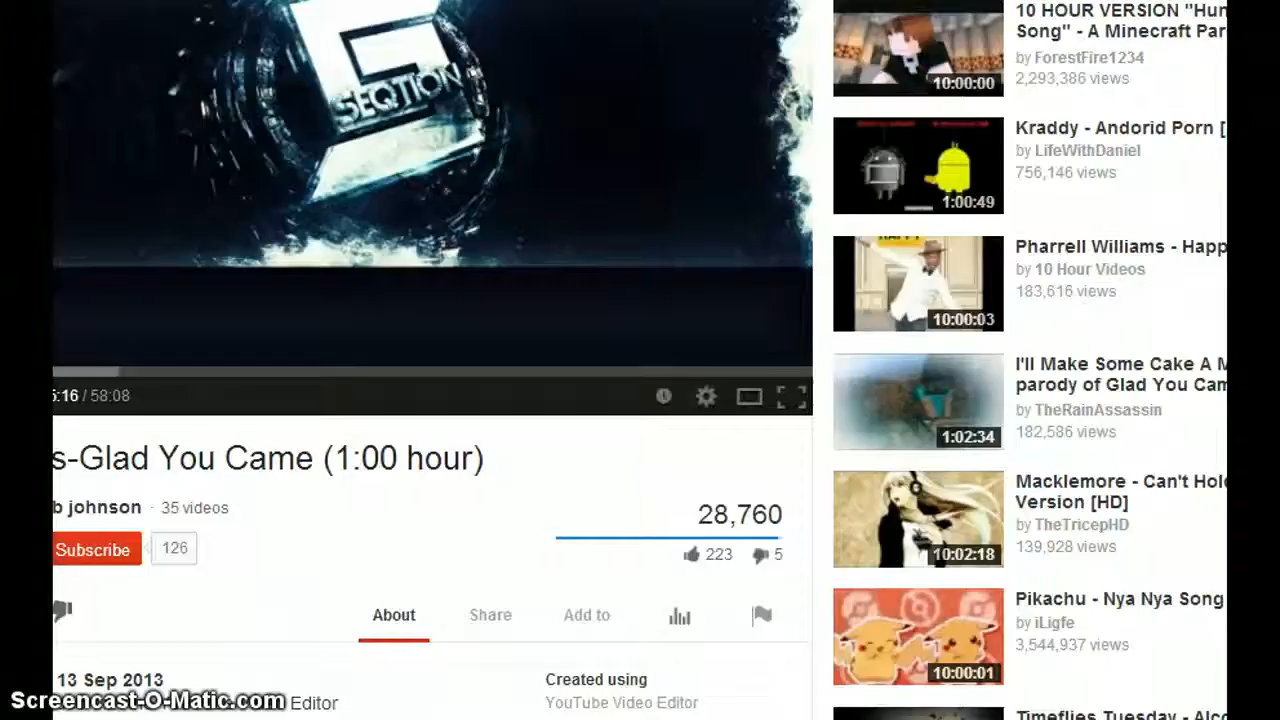 SEQTION
5:16 / 58:08
s-Glad You Came (1:00 hour)
b johnson · 35 videos
Subscribe 126
28,760
223 5
About Share Add to
13 Sep 2013
Editor
Created using
YouTube Video Editor
Screencast-O-Matic.com
10 HOUR VERSION "Hun
Song" - A Minecraft Par
by ForestFire1234
2,293,386 views
10:00:00
Kraddy - Andorid Porn [
by LifeWithDaniel
756,146 views
1:00:49
HAPPY
Pharrell Williams - Happ
by 10 Hour Videos
183,616 views
10:00:03
I'll Make Some Cake A M
parody of Glad You Cam
by TheRainAssassin
182,586 views
1:02:34
Macklemore - Can't Hol
Version [HD]
by TheTricepHD
139,928 views
10:02:18
Pikachu - Nya Nya Song
by iLigfe
3,544,937 views
10:00:01
Timeflies Tuesday - Alco